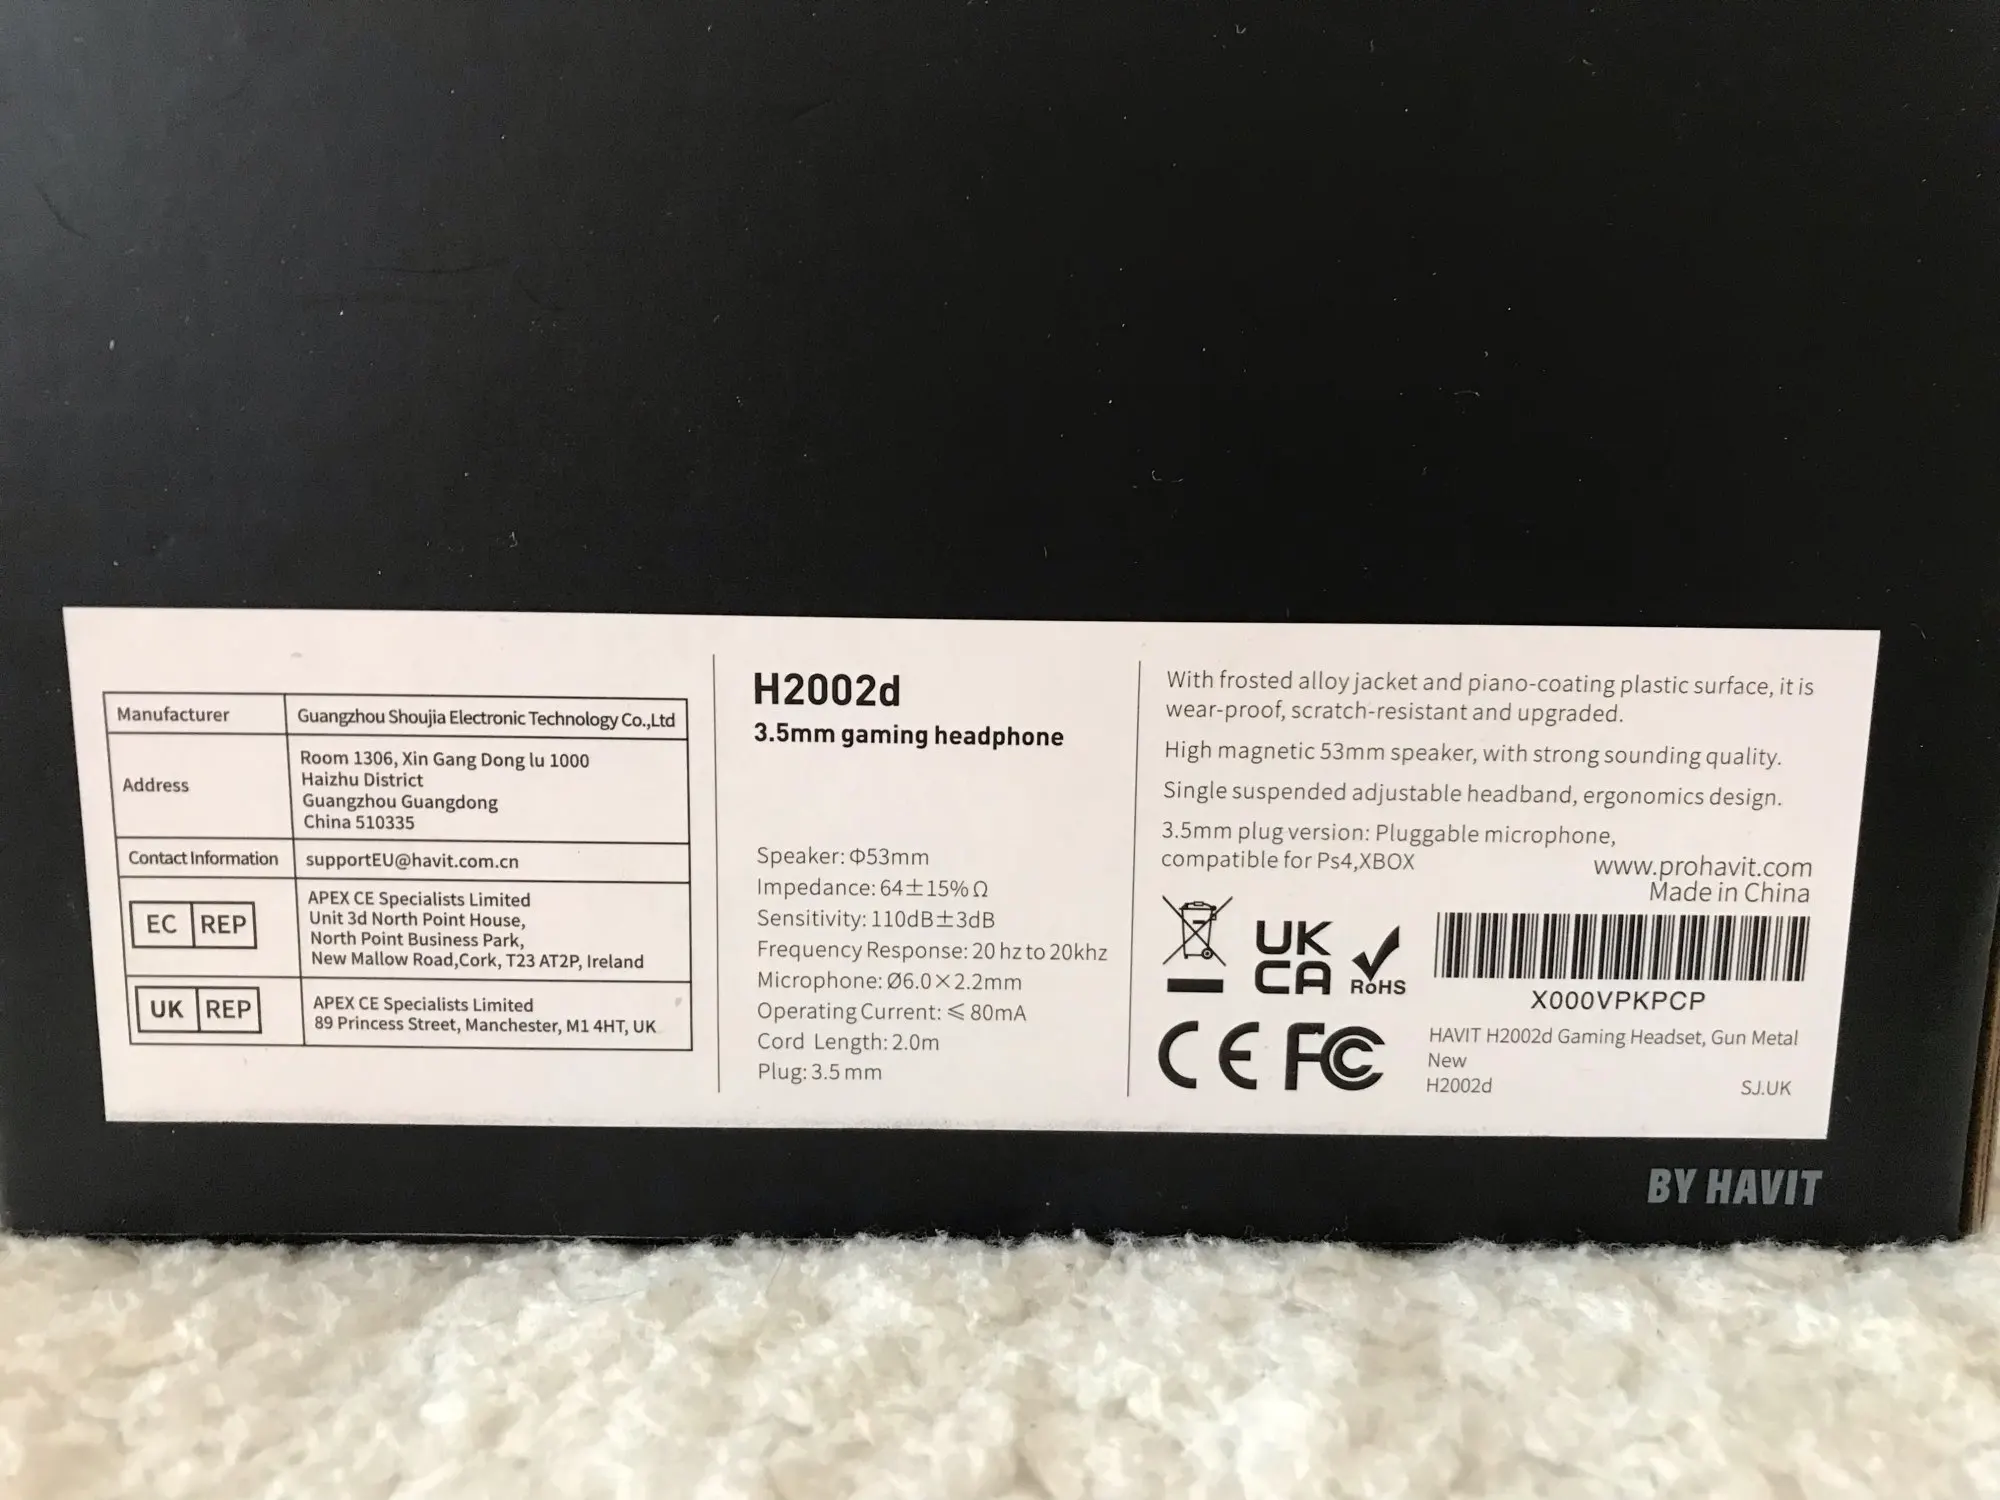 Manufacturer
Guangzhou Shoujia Electronic Technology Co.,Ltd
Address
Room 1306, Xin Gang Dong lu 1000
Haizhu District
Guangzhou Guangdong
China 510335
Contact Information
supportEU@havit.com.cn
EC REP
APEX CE Specialists Limited
Unit 3d North Point House,
North Point Business Park,
New Mallow Road,Cork, T23 AT2P, Ireland
UK REP
APEX CE Specialists Limited
89 Princess Street, Manchester, M1 4HT, UK
H2002d
3.5mm gaming headphone
Speaker: Φ53mm
Impedance: 64±15% Ω
Sensitivity: 110dB±3dB
Frequency Response: 20 hz to 20khz
Microphone: Ø6.0×2.2mm
Operating Current: ≤ 80mA
Cord Length: 2.0m
Plug: 3.5 mm
With frosted alloy jacket and piano-coating plastic surface, it is
wear-proof, scratch-resistant and upgraded.
High magnetic 53mm speaker, with strong sounding quality.
Single suspended adjustable headband, ergonomics design.
3.5mm plug version: Pluggable microphone,
compatible for Ps4,XBOX
www.prohavit.com
Made in China
UK
CA
RoHS
CE FCC
X000VPKPCP
HAVIT H2002d Gaming Headset, Gun Metal
New
H2002d
SJ.UK
BY HAVIT